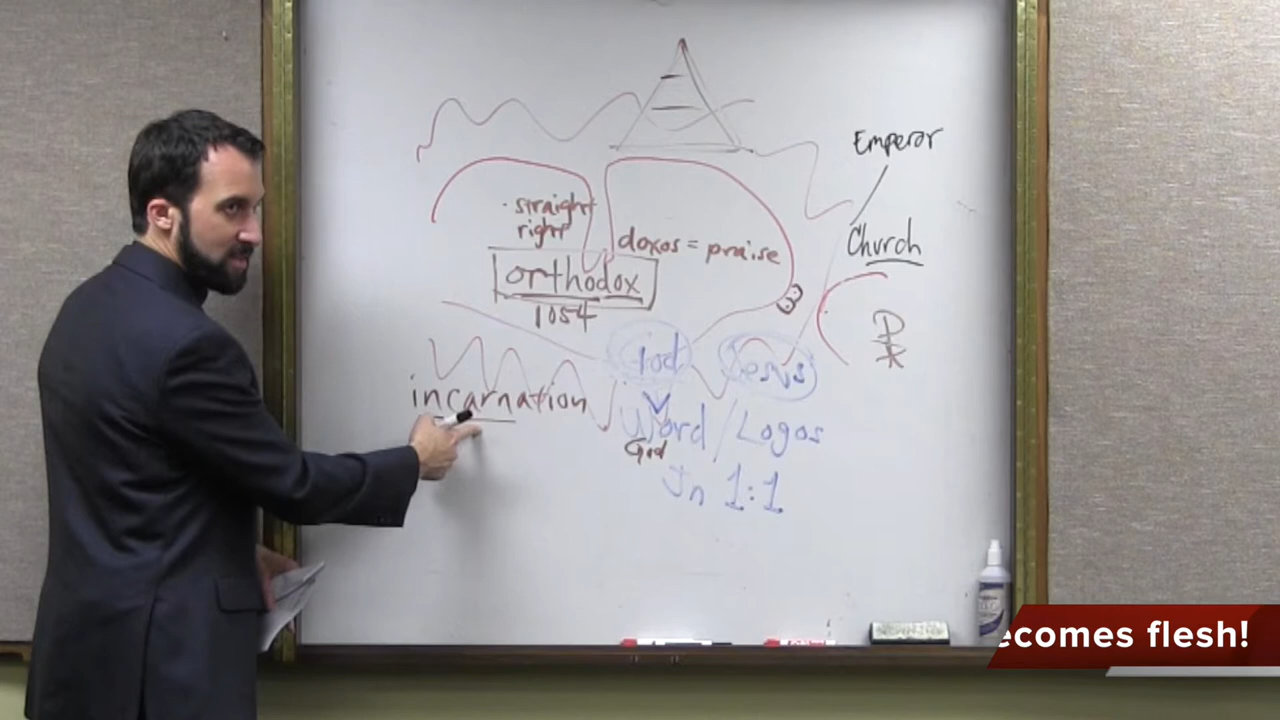 Emperor
Church
· straight
right
doxos = praise
orthodox
1054
God
Jesus
incarnation
Word / Logos
God
Jn 1:1
ecomes flesh!